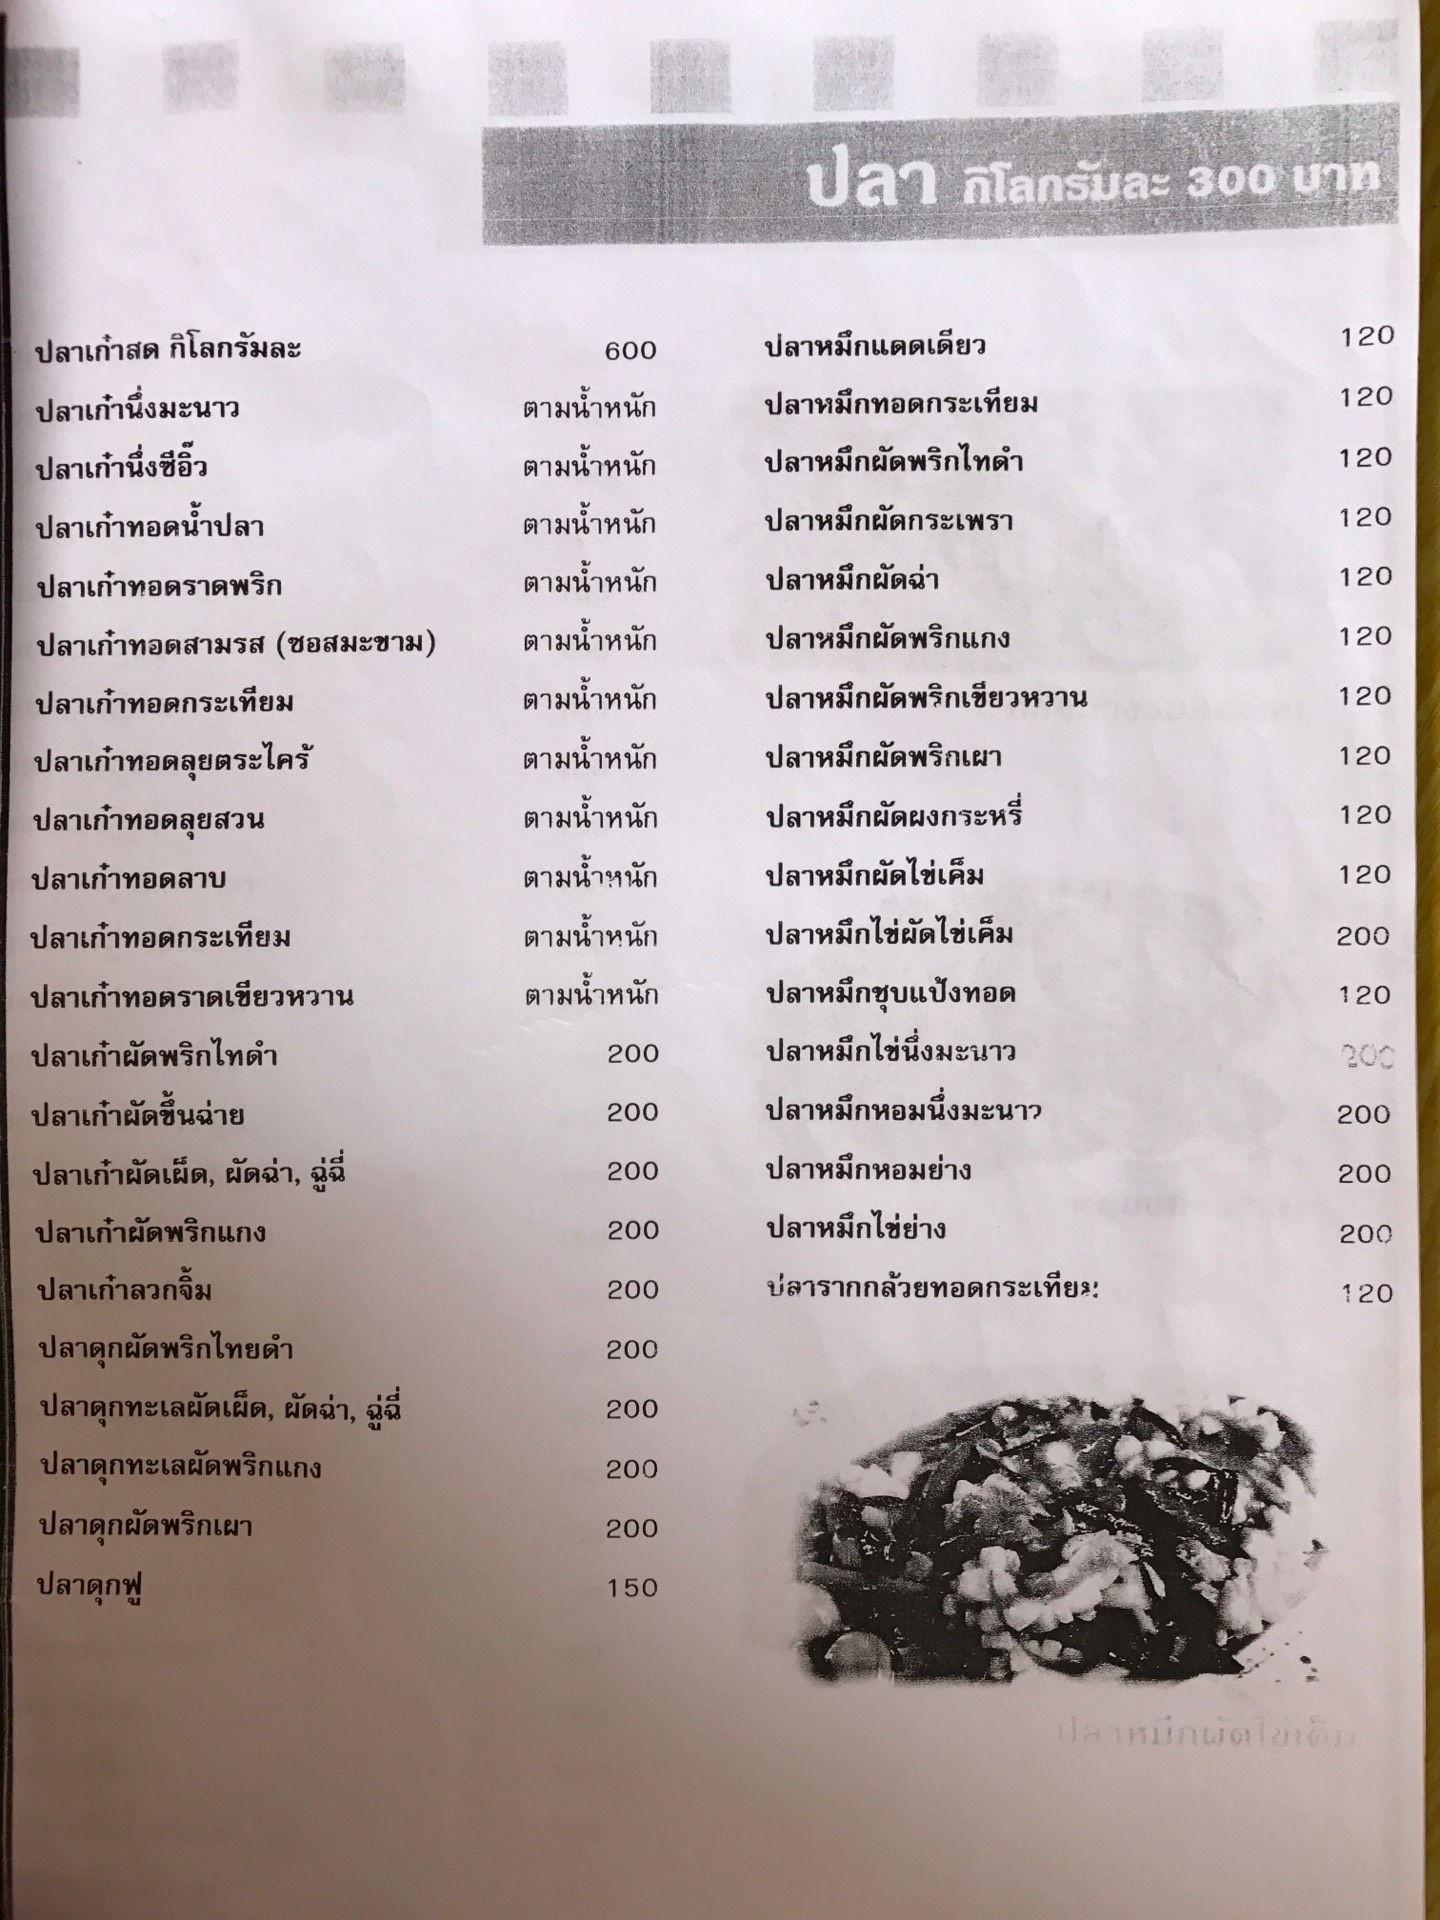 ปลา กิโลกรัมละ 300 บาท
ปลาเก๋าสด กิโลกรัมละ 600
ปลาเก๋านึ่งมะนาว ตามน้ำหนัก
ปลาเก๋านึ่งซีอิ๊ว ตามน้ำหนัก
ปลาเก๋าทอดน้ำปลา ตามน้ำหนัก
ปลาเก๋าทอดราดพริก ตามน้ำหนัก
ปลาเก๋าทอดสามรส (ซอสมะขาม) ตามน้ำหนัก
ปลาเก๋าทอดกระเทียม ตามน้ำหนัก
ปลาเก๋าทอดลุยตระไคร้ ตามน้ำหนัก
ปลาเก๋าทอดลุยสวน ตามน้ำหนัก
ปลาเก๋าทอดลาบ ตามน้ำหนัก
ปลาเก๋าทอดกระเทียม ตามน้ำหนัก
ปลาเก๋าทอดราดเขียวหวาน ตามน้ำหนัก
ปลาเก๋าผัดพริกไทดำ 200
ปลาเก๋าผัดขึ้นฉ่าย 200
ปลาเก๋าผัดเผ็ด, ผัดฉ่า, ฉู่ฉี่ 200
ปลาเก๋าผัดพริกแกง 200
ปลาเก๋าลวกจิ้ม 200
ปลาดุกผัดพริกไทยดำ 200
ปลาดุกทะเลผัดเผ็ด, ผัดฉ่า, ฉู่ฉี่ 200
ปลาดุกทะเลผัดพริกแกง 200
ปลาดุกผัดพริกเผา 200
ปลาดุกฟู 150
ปลาหมึกแดดเดียว 120
ปลาหมึกทอดกระเทียม 120
ปลาหมึกผัดพริกไทดำ 120
ปลาหมึกผัดกระเพรา 120
ปลาหมึกผัดฉ่า 120
ปลาหมึกผัดพริกแกง 120
ปลาหมึกผัดพริกเขียวหวาน 120
ปลาหมึกผัดพริกเผา 120
ปลาหมึกผัดผงกระหรี่ 120
ปลาหมึกผัดไข่เค็ม 120
ปลาหมึกไข่ผัดไข่เค็ม 200
ปลาหมึกชุบแป้งทอด 120
ปลาหมึกไข่นึ่งมะนาว
ปลาหมึกหอมนึ่งมะนาว 200
ปลาหมึกหอมย่าง 200
ปลาหมึกไข่ย่าง 200
ปลารากกล้วยทอดกระเทียม 120
ปลาหมึกผัดไข่เค็ม